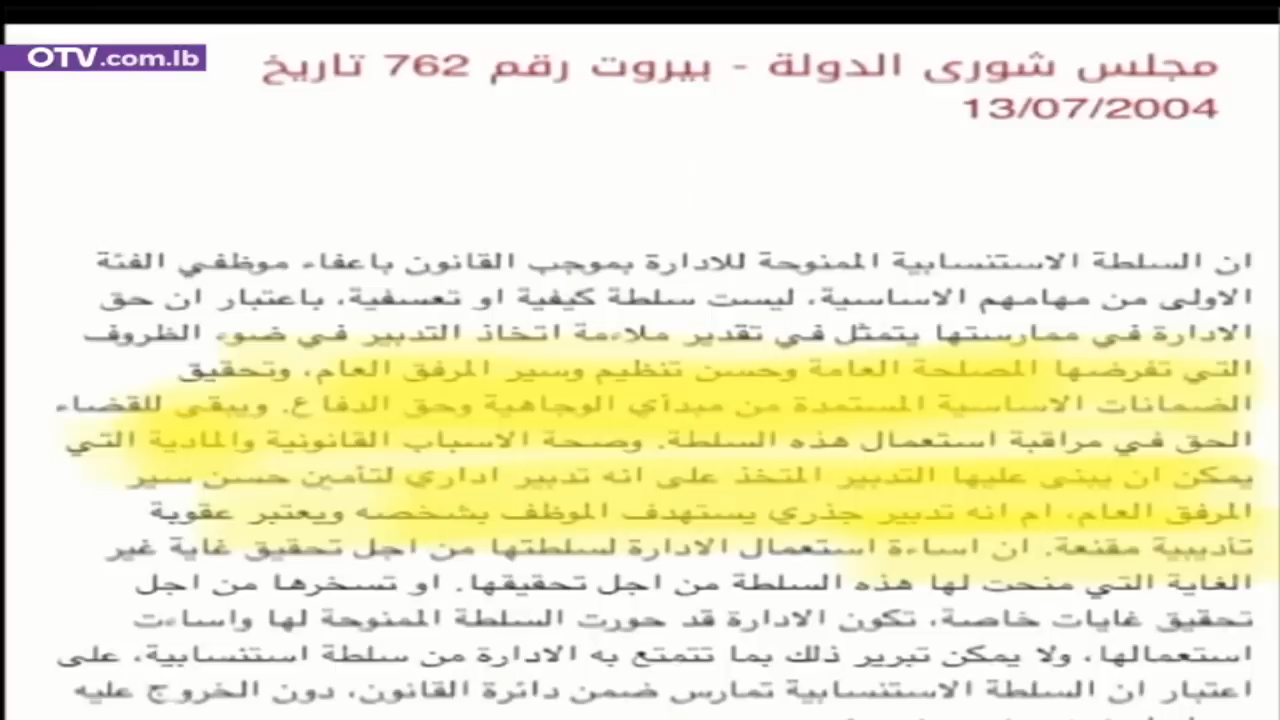 OTV.com.lb
مجلس شورى الدولة - بيروت رقم 762 تاريخ
13/07/2004
ان السلطة الاستنسابية الممنوحة للادارة بموجب القانون باعفاء موظفي الفئة
الاولى من مهامهم الاساسية، ليست سلطة كيفية او تعسفية، باعتبار ان حق
الادارة في ممارستها يتمثل في تقدير ملاءمة اتخاذ التدبير في ضوء الظروف
التي تفرضها المصلحة العامة وحسن تنظيم وسير المرفق العام، وتحقيق
الضمانات الاساسية المستمدة من مبدأي الوجاهية وحق الدفاع. ويبقى للقضاء
الحق في مراقبة استعمال هذه السلطة. وصحة الاسباب القانونية والمادية التي
يمكن ان يبنى عليها التدبير المتخذ على انه تدبير اداري لتأمين حسن سير
المرفق العام، ام انه تدبير جذري يستهدف الموظف بشخصه ويعتبر عقوبة
تأديبية مقنعة. ان اساءة استعمال الادارة لسلطتها من اجل تحقيق غاية غير
الغاية التي منحت لها هذه السلطة من اجل تحقيقها. او تسخرها من اجل
تحقيق غايات خاصة، تكون الادارة قد حورت السلطة الممنوحة لها واساءت
استعمالها، ولا يمكن تبرير ذلك بما تتمتع به الادارة من سلطة استنسابية، على
اعتبار ان السلطة الاستنسابية تمارس ضمن دائرة القانون، دون الخروج عليه